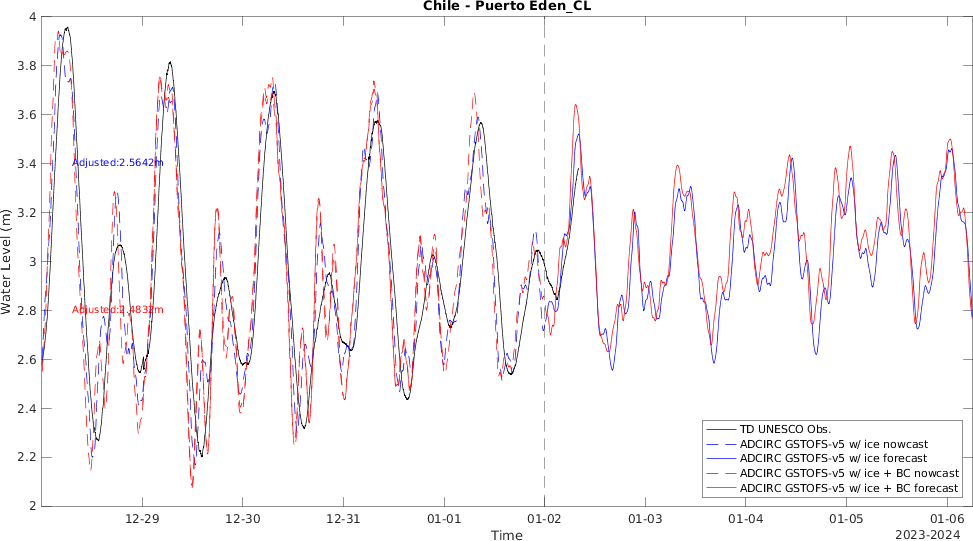 Chile - Puerto Eden_CL
4
3.8
3.6
3.4
3.2
3
2.8
2.6
2.4
2.2
2
Water Level (m)
Adjusted:2.5642m
Adjusted:2.4832m
TD UNESCO Obs.
ADCIRC GSTOFS-v5 w/ ice nowcast
ADCIRC GSTOFS-v5 w/ ice forecast
ADCIRC GSTOFS-v5 w/ ice + BC nowcast
ADCIRC GSTOFS-v5 w/ ice + BC forecast
12-29 12-30 12-31 01-01 01-02 01-03 01-04 01-05 01-06
Time
2023-2024